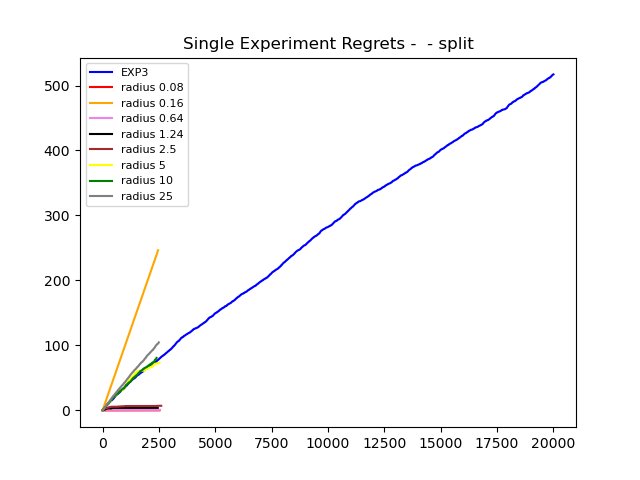 Single Experiment Regrets -  - split
EXP3
radius 0.08
radius 0.16
radius 0.64
radius 1.24
radius 2.5
radius 5
radius 10
radius 25
500
400
300
200
100
0
0 2500 5000 7500 10000 12500 15000 17500 20000